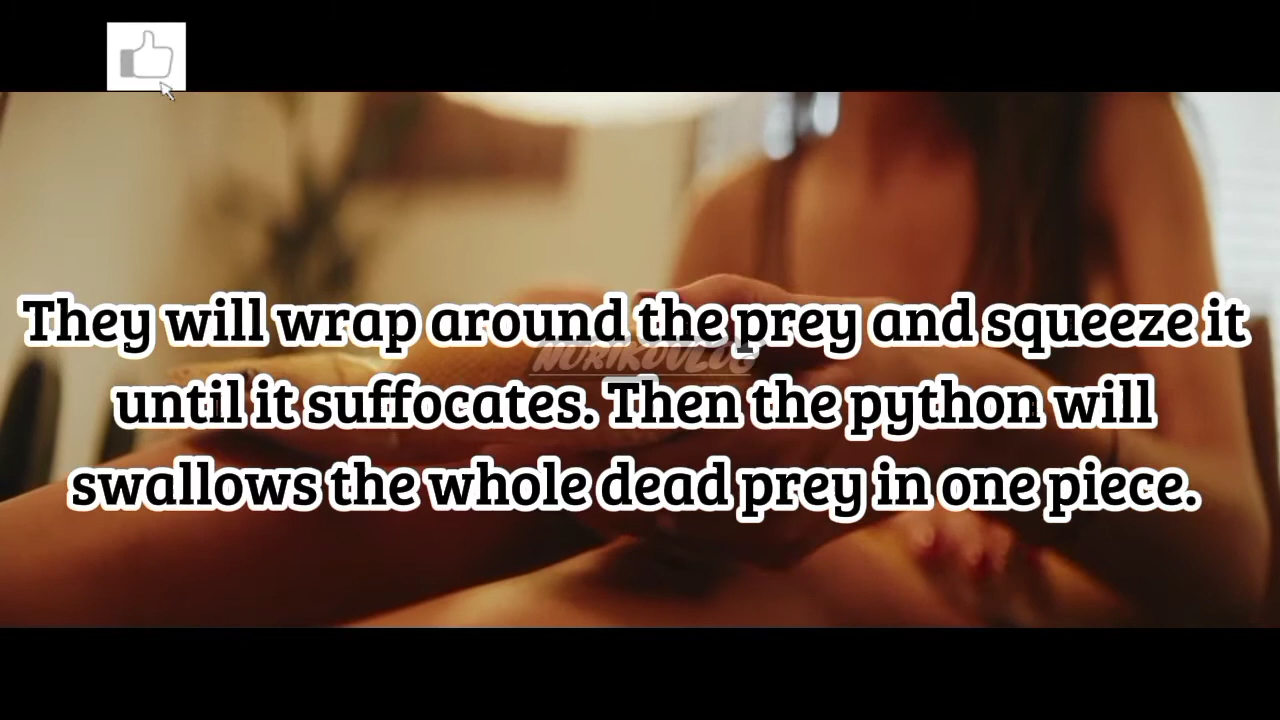 They will wrap around the prey and squeeze it
NORIKOVLOG
until it suffocates. Then the python will
swallows the whole dead prey in one piece.